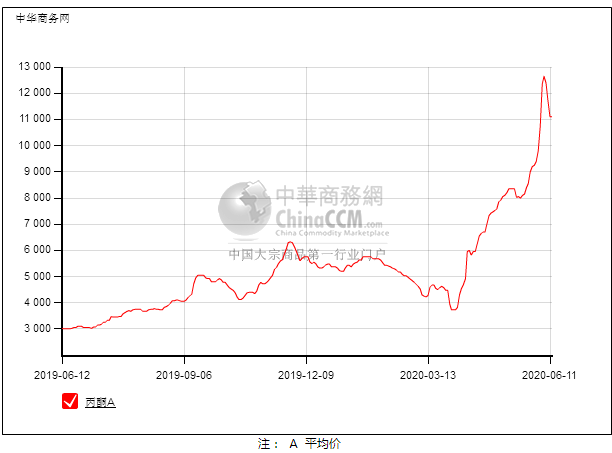 中华商务网
13 000
12 000
11 000
10 000
9 000
8 000
7 000
6 000
5 000
4 000
3 000
中華商務網
ChinaCCM.com
China Commodity Marketplace
中国大宗商品第一行业门户
2019-06-12 2019-09-06 2019-12-09 2020-03-13 2020-06-11
丙酮A
注： A 平均价